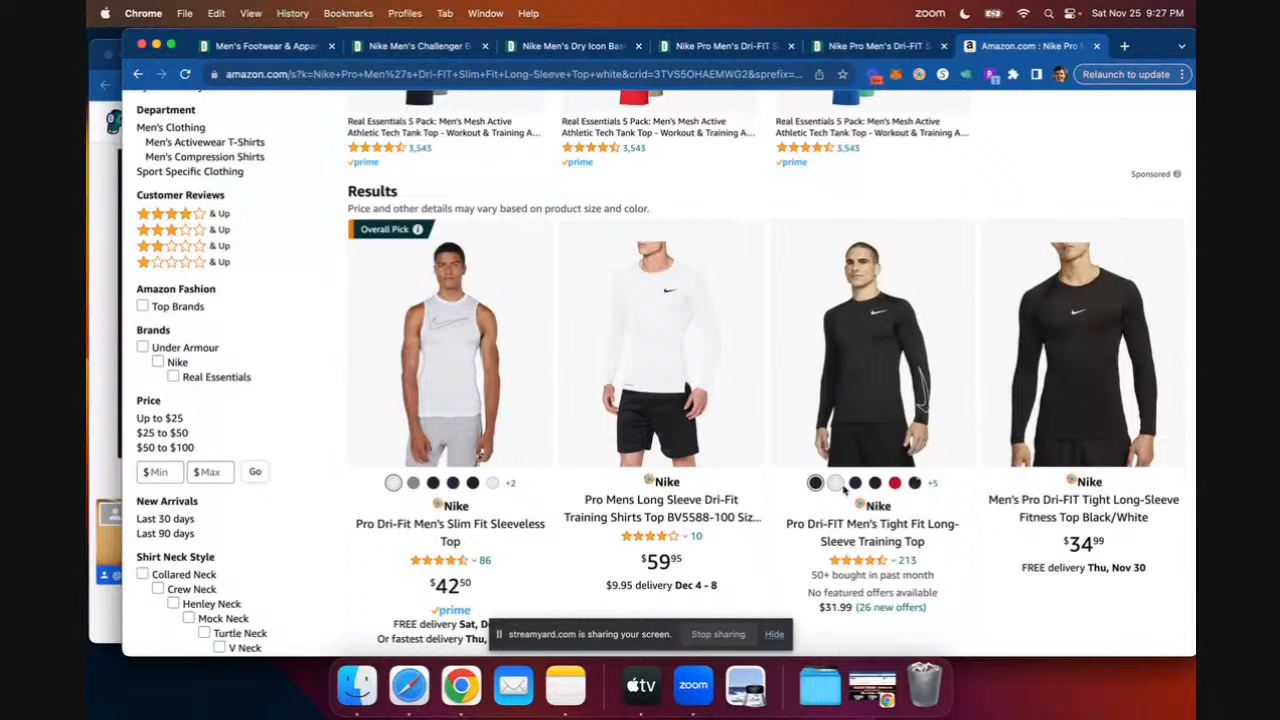 Chrome File Edit View History Bookmarks Profiles Tab Window Help zoom Sat Nov 25 9:27 PM
Men's Footwear & Appa Nike Men's Challenger B Nike Men's Dry Icon Bas Nike Pro Men's Dri-FIT S Nike Pro Men's Dri-FIT S Amazon.com : Nike Pro M
amazon.com/s?k=Nike+Pro+Men%27s+Dri-FIT+Slim+Fit+Long-Sleeve+Top+white&crid=3TVS5OHAEMWG2&sprefix=... Relaunch to update
Department
Men's Clothing
Men's Activewear T-Shirts
Men's Compression Shirts
Sport Specific Clothing
Customer Reviews
& Up
& Up
& Up
& Up
Amazon Fashion
Top Brands
Brands
Under Armour
Nike
Real Essentials
Price
Up to $25
$25 to $50
$50 to $100
$ Min $ Max Go
New Arrivals
Last 30 days
Last 90 days
Shirt Neck Style
Collared Neck
Crew Neck
Henley Neck
Mock Neck
Turtle Neck
V Neck
Real Essentials 5 Pack: Men's Mesh Active
Athletic Tech Tank Top - Workout & Training A...
3,543
prime
Real Essentials 5 Pack: Men's Mesh Active
Athletic Tech Tank Top - Workout & Training A...
3,543
prime
Real Essentials 5 Pack: Men's Mesh Active
Athletic Tech Tank Top - Workout & Training A...
3,543
prime
Sponsored
Results
Price and other details may vary based on product size and color.
Overall Pick
+2
Nike
Pro Dri-Fit Men's Slim Fit Sleeveless
Top
86
$4250
prime
FREE delivery Sat, De
Or fastest delivery Thu,
Nike
Pro Mens Long Sleeve Dri-Fit
Training Shirts Top BV5588-100 Siz...
10
$5995
$9.95 delivery Dec 4 - 8
+5
Nike
Pro Dri-FIT Men's Tight Fit Long-
Sleeve Training Top
213
50+ bought in past month
No featured offers available
$31.99 (26 new offers)
Nike
Men's Pro Dri-FIT Tight Long-Sleeve
Fitness Top Black/White
$3499
FREE delivery Thu, Nov 30
streamyard.com is sharing your screen. Stop sharing Hide
tv zoom